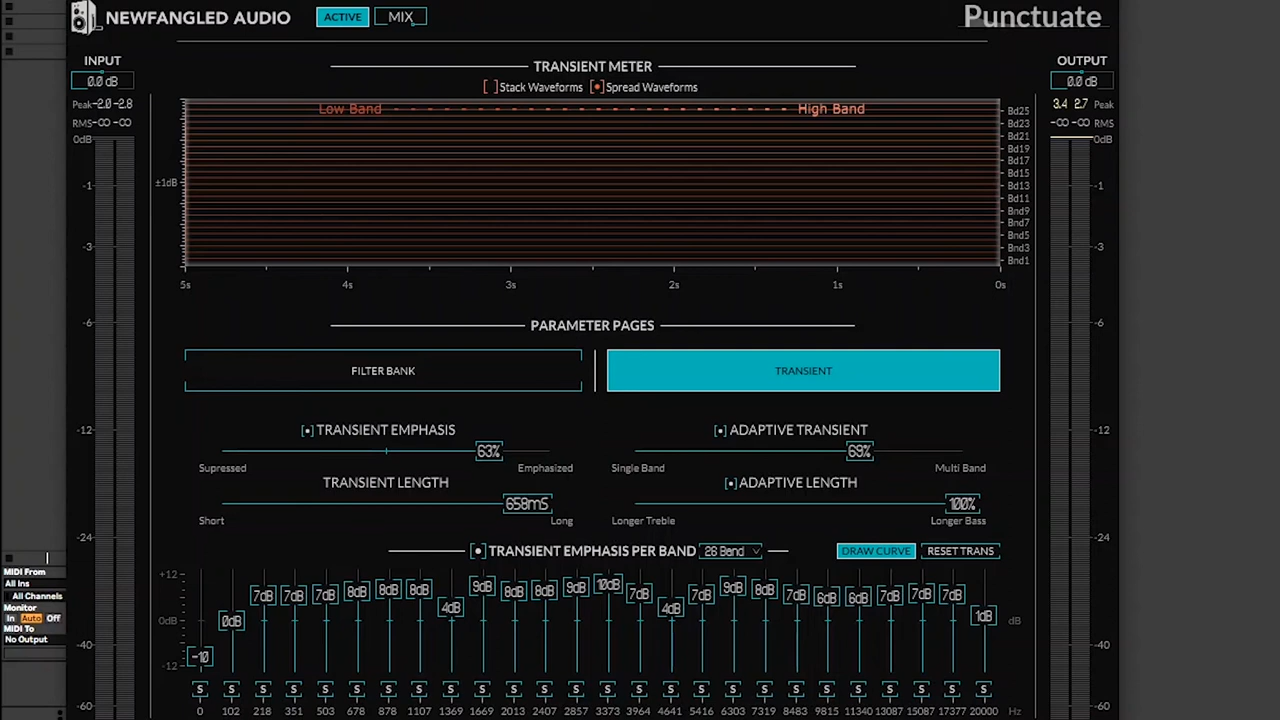 NEWFANGLED AUDIO
ACTIVE
MIX
Punctuate
INPUT
0.0 dB
Peak -2.0 -2.8
RMS -∞ -∞
0dB
-1
-3
-6
-12
-24
-40
-60
TRANSIENT METER
[ ] Stack Waveforms [•] Spread Waveforms
Low Band - - - - - - - - - - High Band
±1dB
Bd25
Bd23
Bd21
Bd19
Bd17
Bd15
Bd13
Bd11
Bnd9
Bnd7
Bnd5
Bnd3
Bnd1
5s 4s 3s 2s 1s 0s
OUTPUT
0.0 dB
3.4 2.7 Peak
-∞ -∞ RMS
0dB
-1
-3
-6
-12
-24
-40
-60
PARAMETER PAGES
FILTER BANK
TRANSIENT
TRANSIENT EMPHASIS
63%
Supressed Emphasized
ADAPTIVE TRANSIENT
69%
Single Band Multi Band
TRANSIENT LENGTH
658mS
Short Long
ADAPTIVE LENGTH
100%
Longer Treble Longer Bass
TRANSIENT EMPHASIS PER BAND 26 Band
DRAW CURVE
RESET TRANS
+12
0dB
-12
dB
-10 0dB 7dB 7dB 7dB 8dB 8dB 8dB 4dB 9dB 8dB 8dB 9dB 10dB 7dB 4dB 7dB 9dB 8dB 7dB 6dB 6dB 7dB 7dB 7dB 1dB
S S S S S S S S S S S S S S S S S S S S S S S S
0 102 218 351 503 678 878 1107 1369 1669 2013 2407 2857 3373 3964 4641 5416 6303 7319 8483 9815 11340 13087 15087 17377 20000 Hz
MIDI From
All Ins
All Channels
Monitor
In Auto Off
MIDI To
No Output